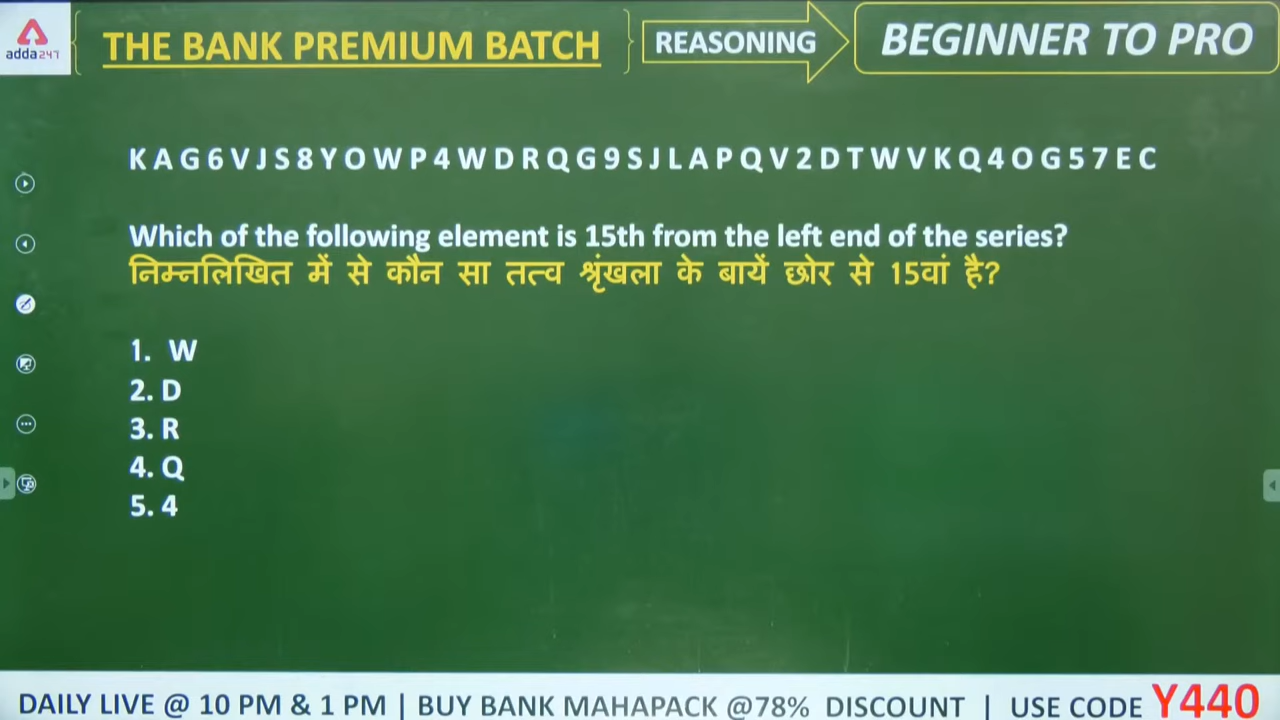 adda247
THE BANK PREMIUM BATCH
REASONING
BEGINNER TO PRO
K A G 6 V J S 8 Y O W P 4 W D R Q G 9 S J L A P Q V 2 D T W V K Q 4 O G 5 7 E C
Which of the following element is 15th from the left end of the series?
निम्नलिखित में से कौन सा तत्व श्रृंखला के बायें छोर से 15वां है?
1. W
2. D
3. R
4. Q
5. 4
DAILY LIVE @ 10 PM & 1 PM | BUY BANK MAHAPACK @78% DISCOUNT | USE CODE Y440